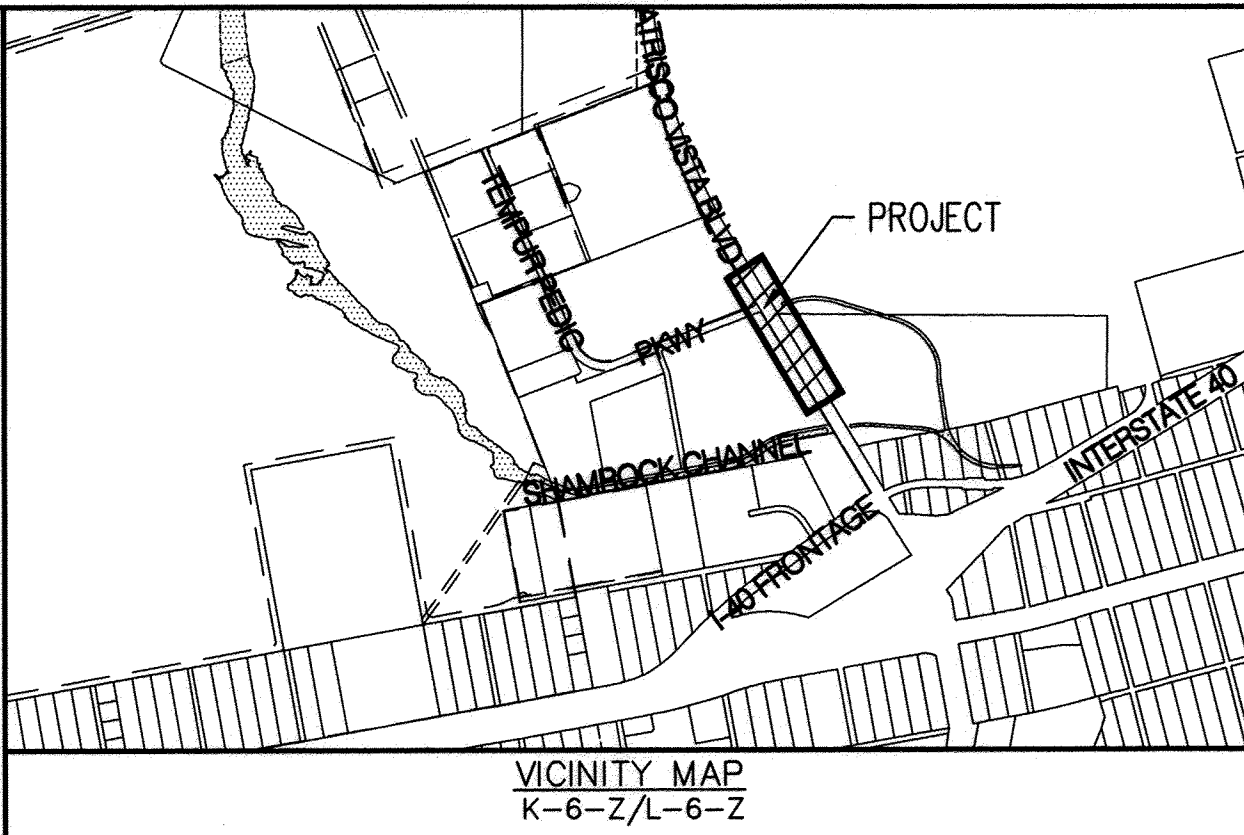 ATRISCO VISTA BLVD
PROJECT
TEMPUR PEDIC
PKWY
INTERSTATE 40
SHAMROCK CHANNEL
I-40 FRONTAGE
VICINITY MAP
K-6-Z/L-6-Z